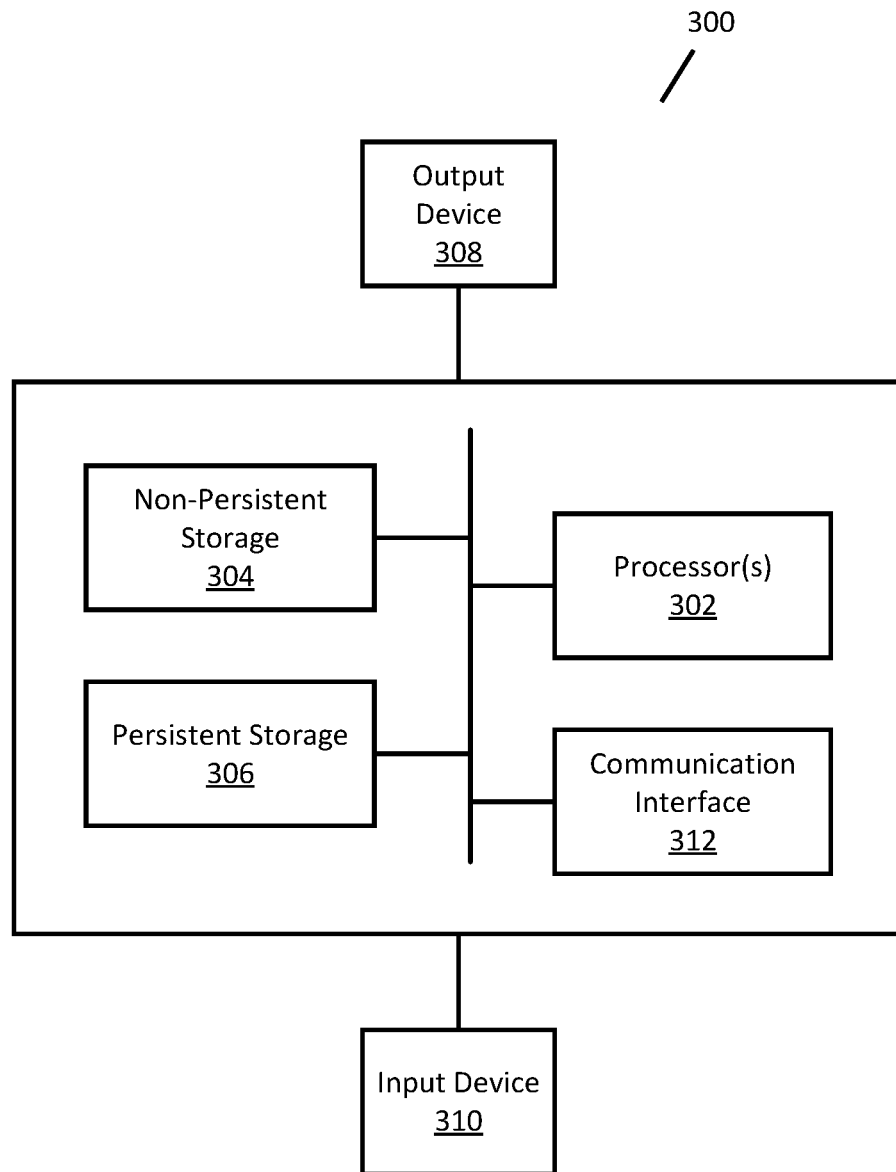 300
Output
Device
308
Non-Persistent
Storage
304
Processor(s)
302
Persistent Storage
306
Communication
Interface
312
Input Device
310